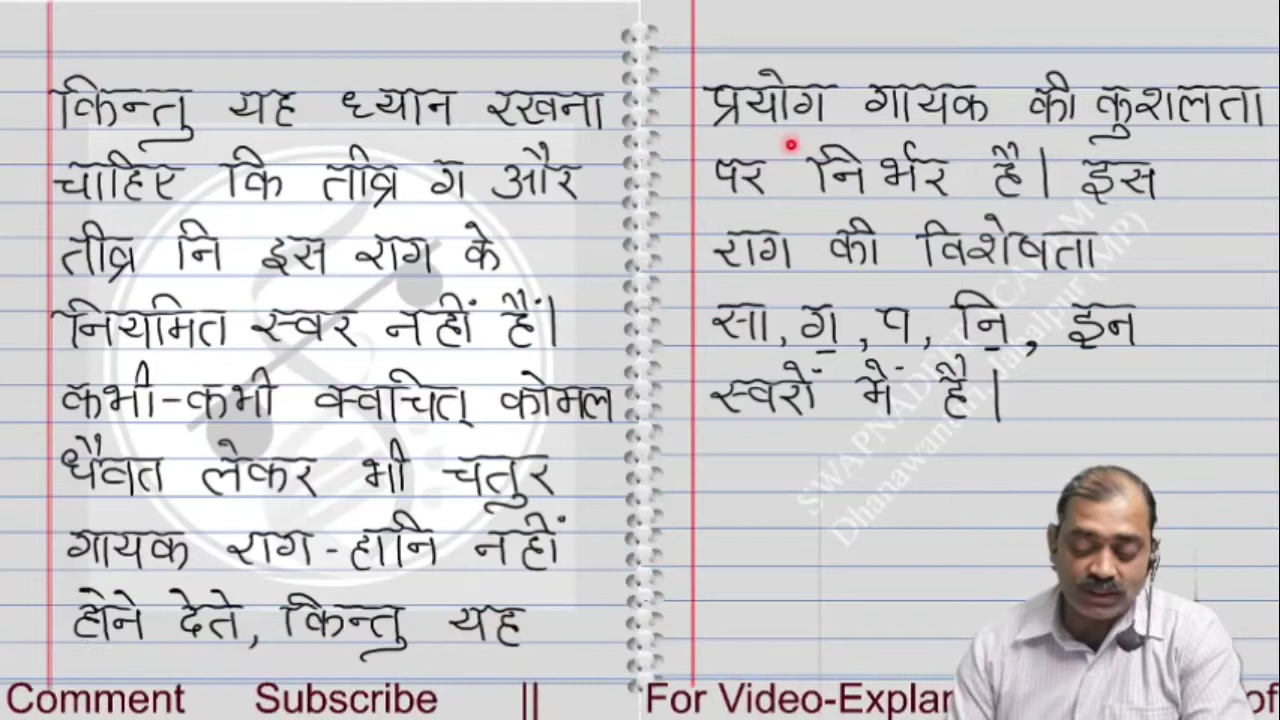 किन्तु यह ध्यान रखना
चाहिए कि तीव्र ग और
तीव्र नि इस राग के
नियमित स्वर नहीं हैं।
कभी-कभी क्वचित् कोमल
धैवत लेकर भी चतुर
गायक राग-हानि नहीं
होने देते, किन्तु यह
प्रयोग गायक की कुशलता
पर निर्भर है। इस
राग की विशेषता
सा, ग॒, प, नि॒, इन
स्वरों में है।
Comment Subscribe || For Video-Explan of